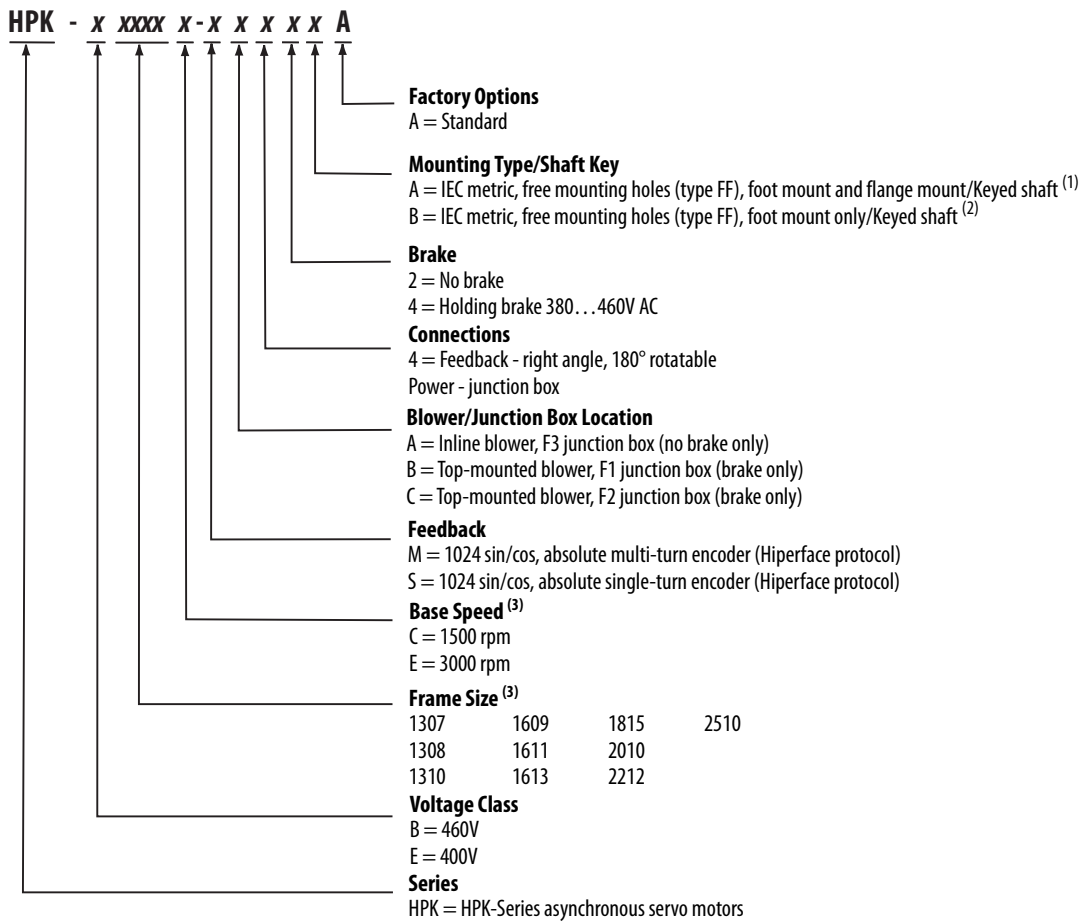 HPK - x xxxx x - x x x x x A
Factory Options
A = Standard
Mounting Type/Shaft Key
A = IEC metric, free mounting holes (type FF), foot mount and flange mount/Keyed shaft (1)
B = IEC metric, free mounting holes (type FF), foot mount only/Keyed shaft (2)
Brake
2 = No brake
4 = Holding brake 380…460V AC
Connections
4 = Feedback - right angle, 180° rotatable
Power - junction box
Blower/Junction Box Location
A = Inline blower, F3 junction box (no brake only)
B = Top-mounted blower, F1 junction box (brake only)
C = Top-mounted blower, F2 junction box (brake only)
Feedback
M = 1024 sin/cos, absolute multi-turn encoder (Hiperface protocol)
S = 1024 sin/cos, absolute single-turn encoder (Hiperface protocol)
Base Speed (3)
C = 1500 rpm
E = 3000 rpm
Frame Size (3)
1307 1609 1815 2510
1308 1611 2010
1310 1613 2212
Voltage Class
B = 460V
E = 400V
Series
HPK = HPK-Series asynchronous servo motors